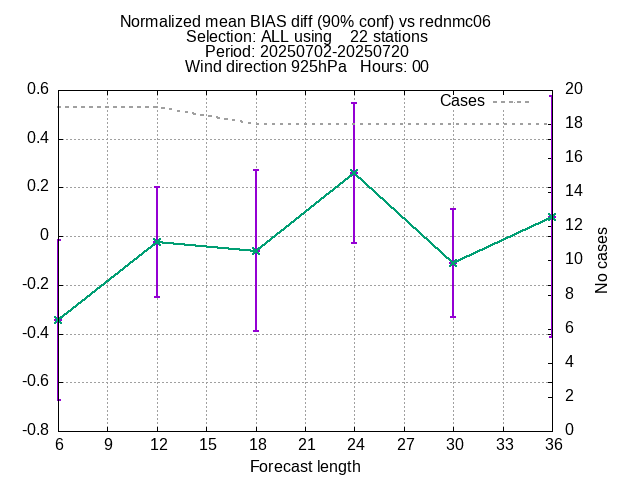 Normalized mean BIAS diff (90% conf) vs rednmc06
Selection: ALL using    22 stations
Period: 20250702-20250720
Wind direction 925hPa   Hours: 00
0.6
0.4
0.2
0
-0.2
-0.4
-0.6
-0.8
Cases
20
18
16
14
12
10
8
6
4
2
0
No cases
6 9 12 15 18 21 24 27 30 33 36
Forecast length